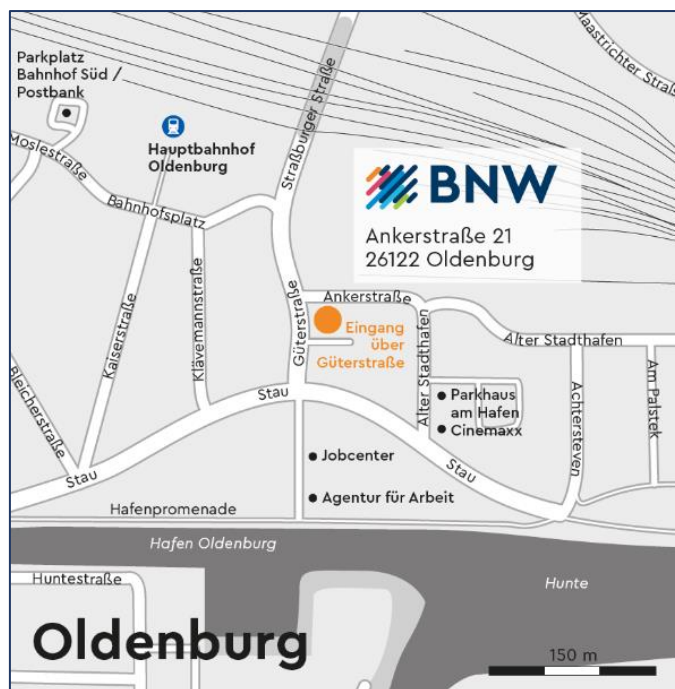 Maastrichter Straß
Parkplatz
Bahnhof Süd /
Postbank
Moslestraße
Hauptbahnhof
Oldenburg
Straßburger Straße
Bahnhofsplatz
BNW
Ankerstraße 21
26122 Oldenburg
Kaiserstraße
Klävemannstraße
Güterstraße
Ankerstraße
Eingang
über
Güterstraße
Alter Stadthafen
Alter Stadthafen
Bleicherstraße
Stau
Parkhaus
am Hafen
Cinemaxx
Achtersteven
Am Palstek
Jobcenter
Stau
Stau
Agentur für Arbeit
Hafenpromenade
Hafen Oldenburg
Huntestraße
Hunte
Oldenburg
150 m